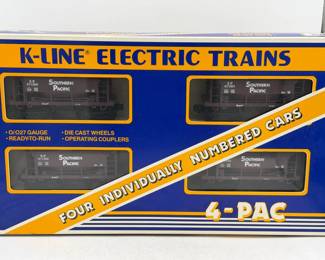 K-LINE® ELECTRIC TRAINS
SOUTHERN
PACIFIC
SOUTHERN
PACIFIC
• O/O27 GAUGE
• READY-TO-RUN
• DIE CAST WHEELS
• OPERATING COUPLERS
SOUTHERN
PACIFIC
SOUTHERN
PACIFIC
FOUR INDIVIDUALLY NUMBERED CARS
4-PAC